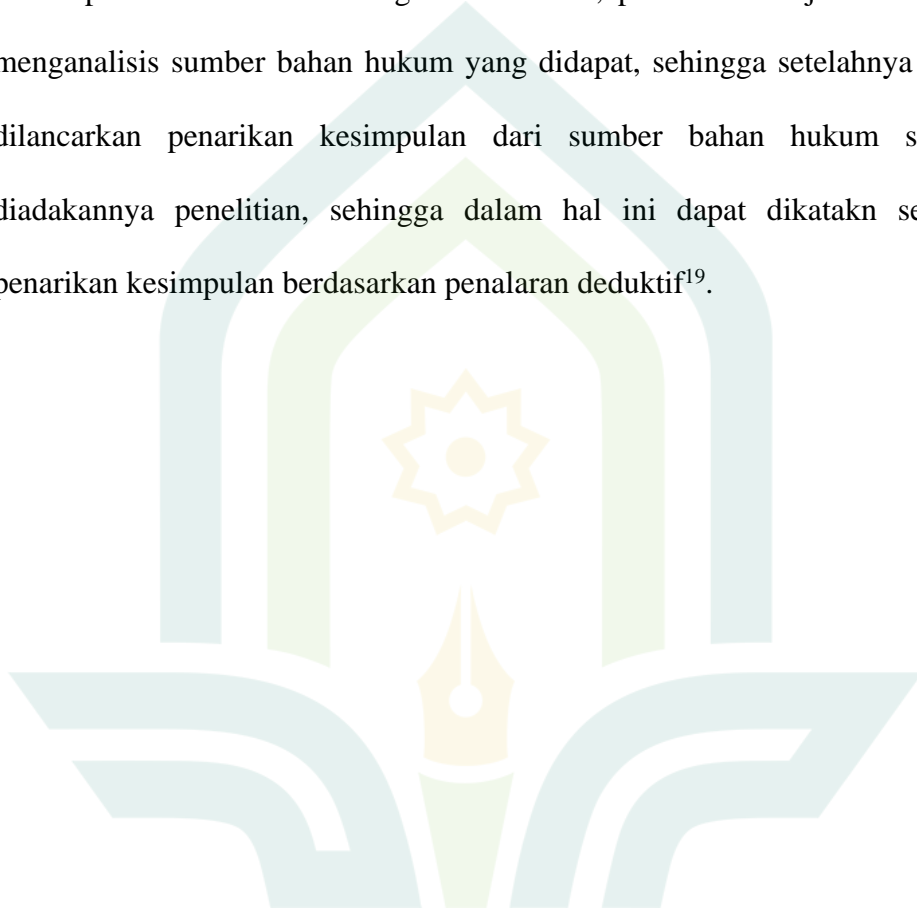 menganalisis sumber bahan hukum yang didapat, sehingga setelahnya
dilancarkan penarikan kesimpulan dari sumber bahan hukum
diadakannya penelitian, sehingga dalam hal ini dapat dikatakn
penarikan kesimpulan berdasarkan penalaran deduktif¹⁹.